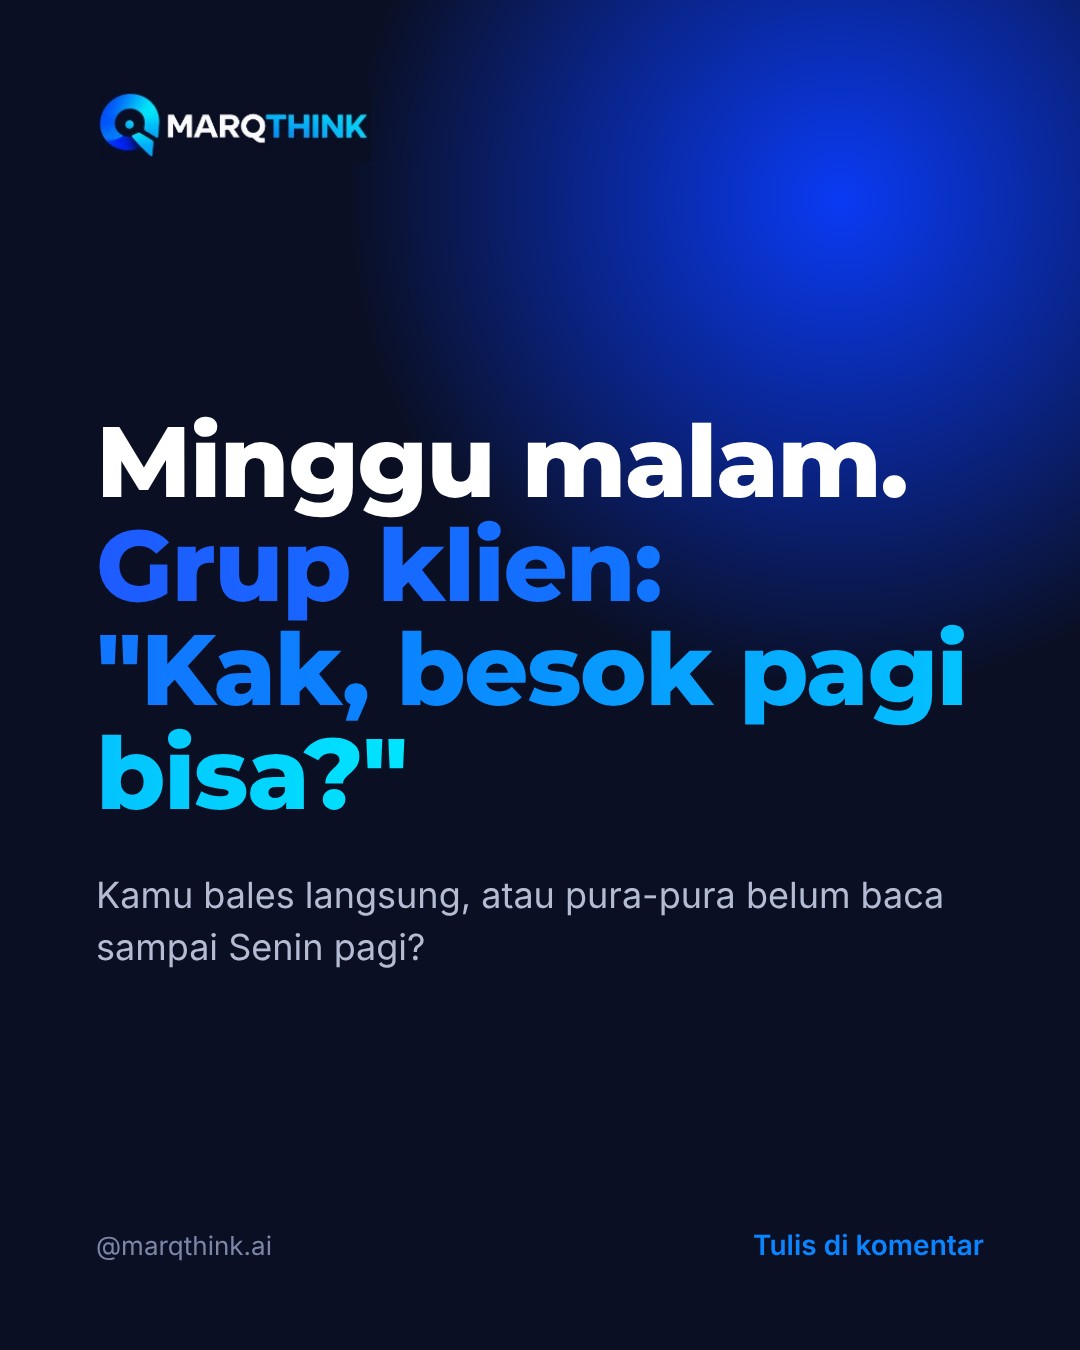 MARQTHINK
Minggu malam.
Grup klien:
"Kak, besok pagi
bisa?"
Kamu bales langsung, atau pura-pura belum baca
sampai Senin pagi?
@marqthink.ai
Tulis di komentar